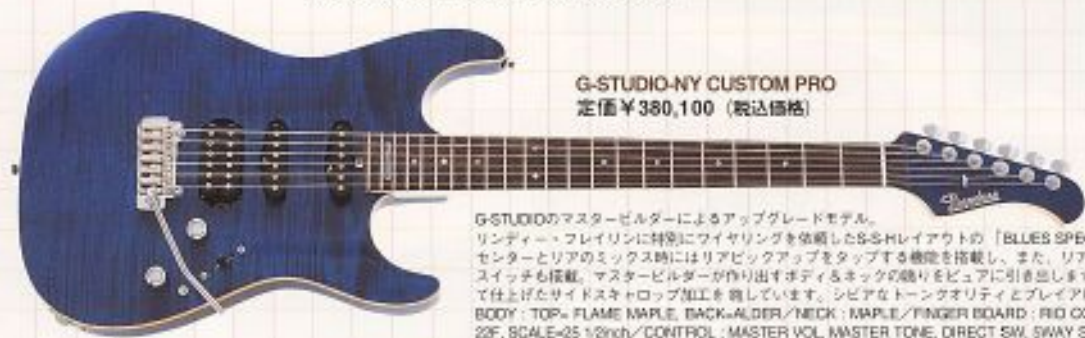 G-STUDIO-NY CUSTOM PRO
定価￥380,100（税込価格）
G-STUDIOのマスタービルダーによるアップグレードモデル。
リンディー・フレイリンに特別にワイヤリングを依頼したS-S-Hレイアウトの「BLUES SPE
センターとリアのミックス時にはリアピックアップをタップする機能を搭載し、また、リア
スイッチも搭載。マスタービルダーが作り出すボディ＆ネックの鳴りをピュアに引き出します
て仕上げたサイドスキャロップ加工を施しています。シビアなトーンクオリティとプレイア
BODY : TOP= FLAME MAPLE, BACK=ALDER／NECK : MAPLE／FINGER BOARD : RIO CO
22F, SCALE=25 1/2inch／CONTROL : MASTER VOL, MASTER TONE, DIRECT SW, 5WAY S